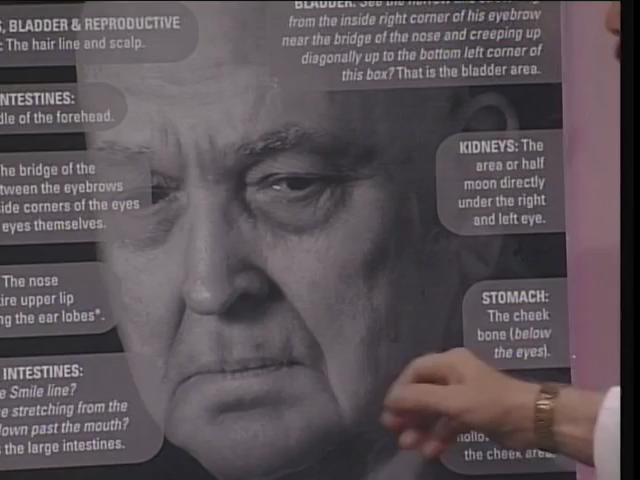 S, BLADDER & REPRODUCTIVE
: The hair line and scalp.
NTESTINES:
dle of the forehead.
he bridge of the
tween the eyebrows
ide corners of the eyes
eyes themselves.
The nose
ire upper lip
ng the ear lobes*.
INTESTINES:
e Smile line?
e stretching from the
down past the mouth?
s the large intestines.
BLADDER: See the
from the inside right corner of his eyebrow
near the bridge of the nose and creeping up
diagonally up to the bottom left corner of
this box? That is the bladder area.
KIDNEYS: The
area or half
moon directly
under the right
and left eye.
STOMACH:
The cheek
bone (below
the eyes).
the cheek area.